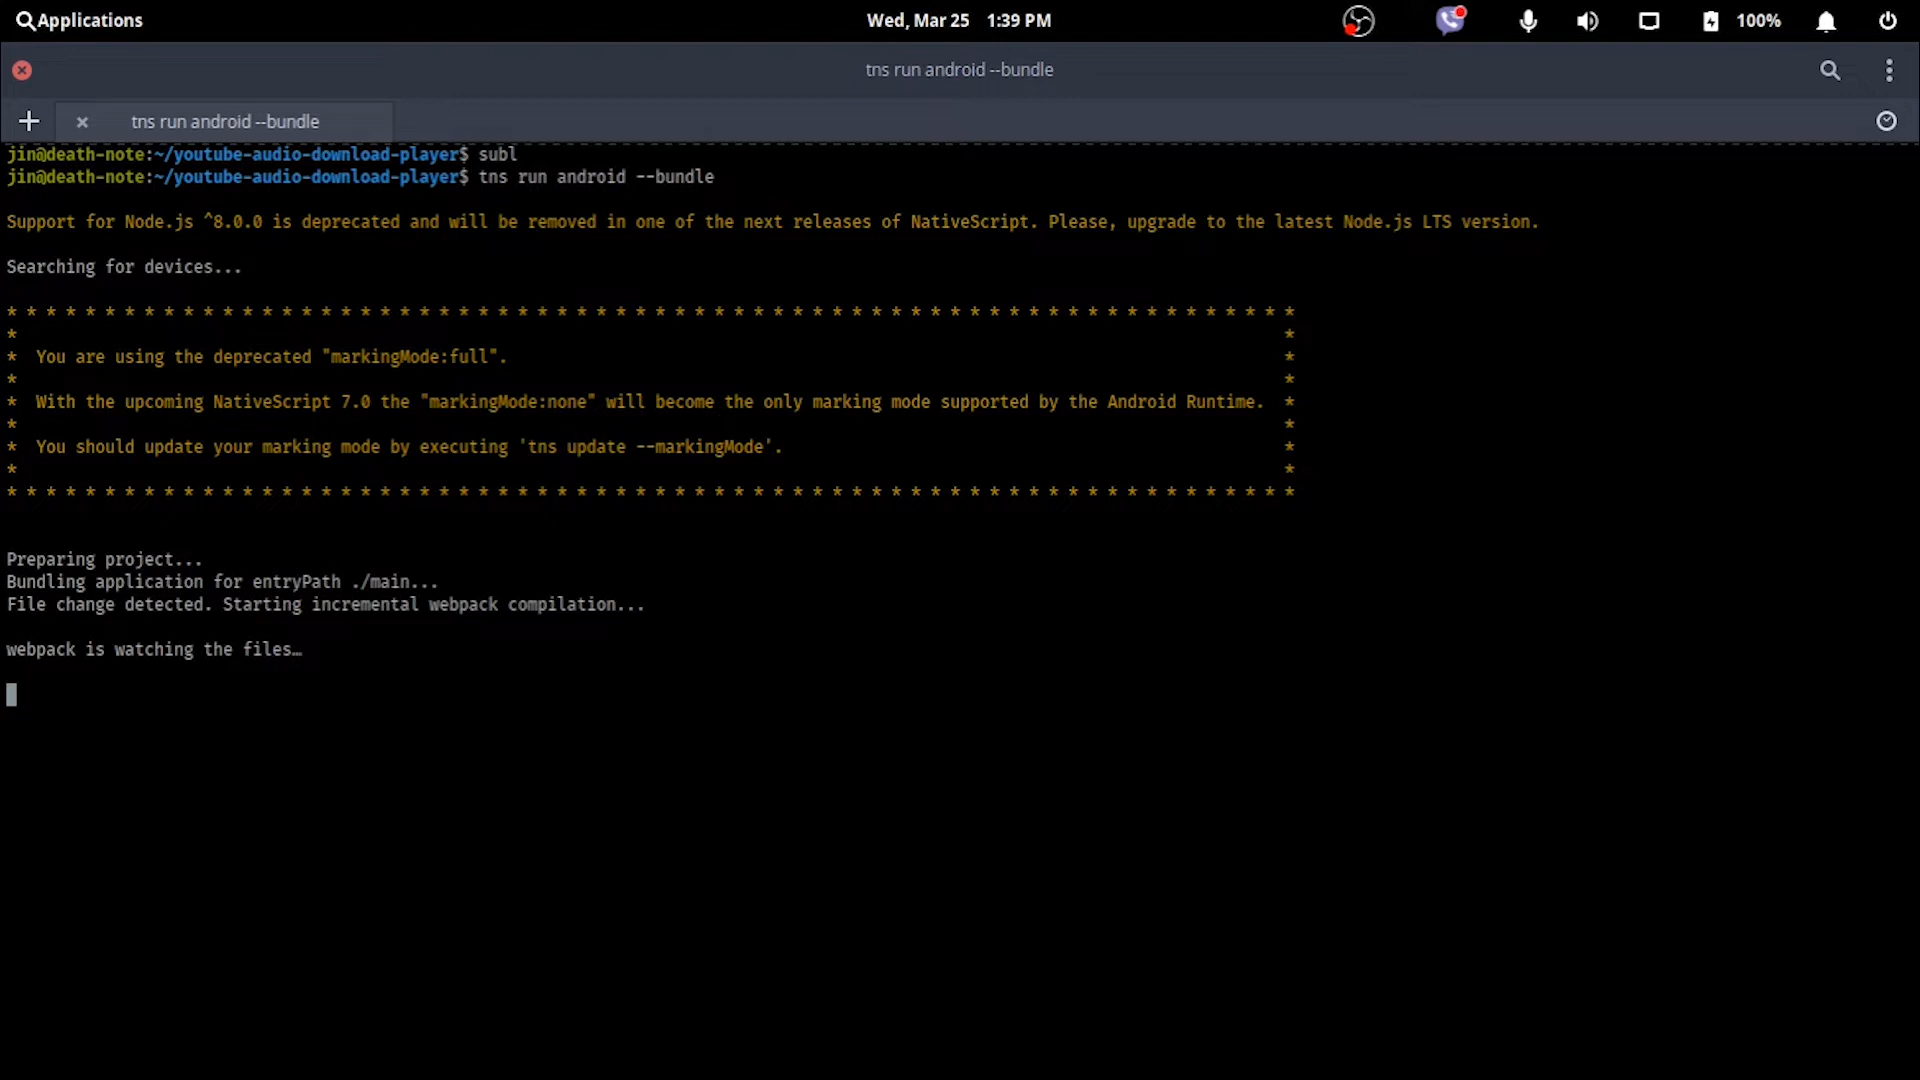 Applications
Wed, Mar 25 1:39 PM
100%
tns run android --bundle
tns run android --bundle
jin@death-note:~/youtube-audio-download-player$ subl
jin@death-note:~/youtube-audio-download-player$ tns run android --bundle
Support for Node.js ^8.0.0 is deprecated and will be removed in one of the next releases of NativeScript. Please, upgrade to the latest Node.js LTS version.
Searching for devices...
* * * * * * * * * * * * * * * * * * * * * * * * * * * * * * * * * * * * * * * * * * * * * * * * * * * * * * * * * * * * * * * * * *
* *
* You are using the deprecated "markingMode:full". *
* *
* With the upcoming NativeScript 7.0 the "markingMode:none" will become the only marking mode supported by the Android Runtime. *
* *
* You should update your marking mode by executing 'tns update --markingMode'. *
* *
* * * * * * * * * * * * * * * * * * * * * * * * * * * * * * * * * * * * * * * * * * * * * * * * * * * * * * * * * * * * * * * * * *
Preparing project...
Bundling application for entryPath ./main...
File change detected. Starting incremental webpack compilation...
webpack is watching the files…